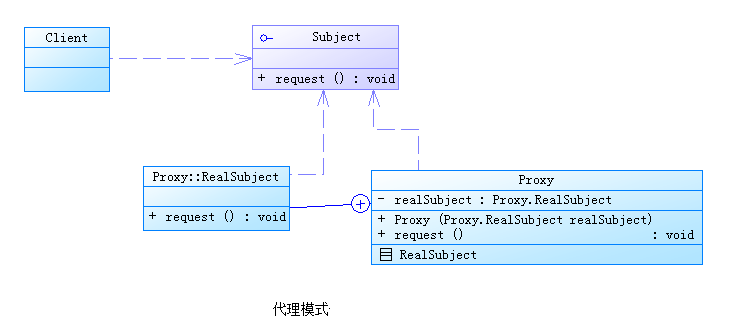 Client
Subject
+ request () : void
Proxy::RealSubject
+ request () : void
Proxy
- realSubject : Proxy.RealSubject
+ Proxy (Proxy.RealSubject realSubject)
+ request () : void
RealSubject
代理模式